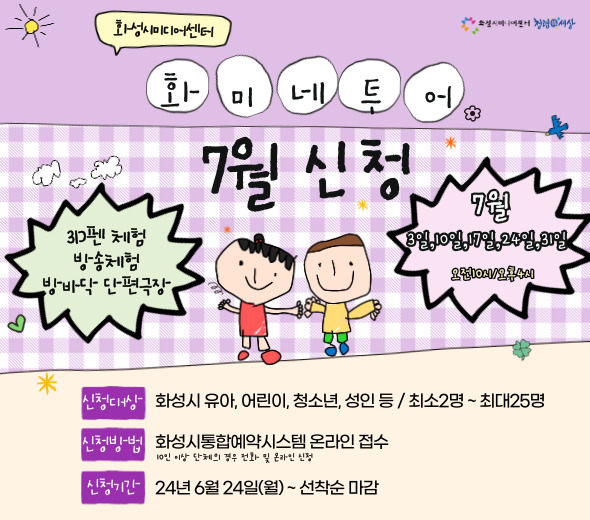 화성시미디어센터
화성시미디어센터 청렴세상
화미네투어
7월 신청
3D펜 체험
방송체험
방바닥 단편극장
7월
3일,10일,17일,24일,31일
오전10시/오후4시
신청대상 화성시 유아, 어린이, 청소년, 성인 등 / 최소2명 ~ 최대25명
신청방법 화성시통합예약시스템 온라인 접수
10인 이상 단체의 경우 전화 및 온라인 신청
신청기간 24년 6월 24일(월) ~ 선착순 마감